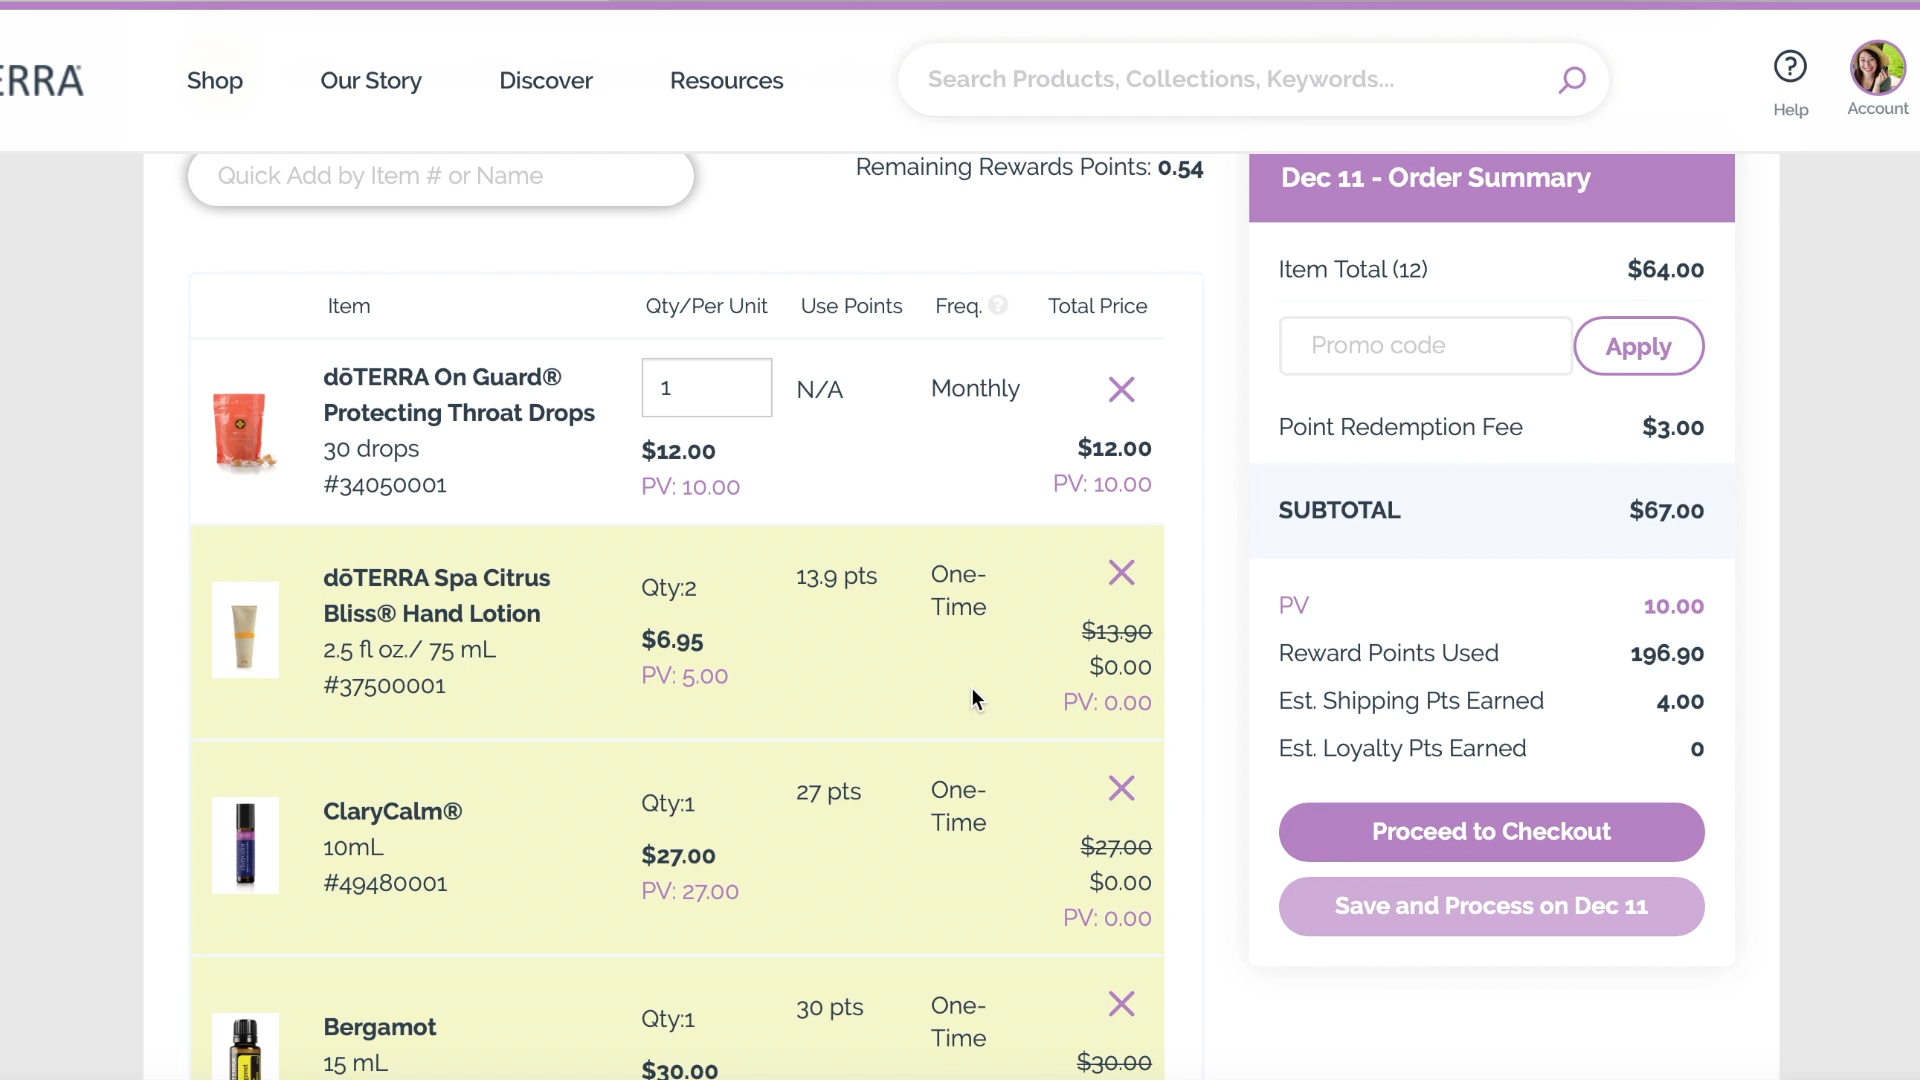 ERRA
Shop
Our Story
Discover
Resources
Search Products, Collections, Keywords...
Help
Account
Quick Add by Item # or Name
Remaining Rewards Points: 0.54
Item
Qty/Per Unit
Use Points
Freq. ?
Total Price
dōTERRA On Guard®
Protecting Throat Drops
30 drops
#34050001
1
$12.00
PV: 10.00
N/A
Monthly
$12.00
PV: 10.00
dōTERRA Spa Citrus
Bliss® Hand Lotion
2.5 fl oz./ 75 mL
#37500001
Qty:2
$6.95
PV: 5.00
13.9 pts
One-
Time
$13.90
$0.00
PV: 0.00
ClaryCalm®
10mL
#49480001
Qty:1
$27.00
PV: 27.00
27 pts
One-
Time
$27.00
$0.00
PV: 0.00
Bergamot
15 mL
Qty:1
$30.00
30 pts
One-
Time
$30.00
Dec 11 - Order Summary
Item Total (12) $64.00
Promo code
Apply
Point Redemption Fee $3.00
SUBTOTAL $67.00
PV 10.00
Reward Points Used 196.90
Est. Shipping Pts Earned 4.00
Est. Loyalty Pts Earned 0
Proceed to Checkout
Save and Process on Dec 11